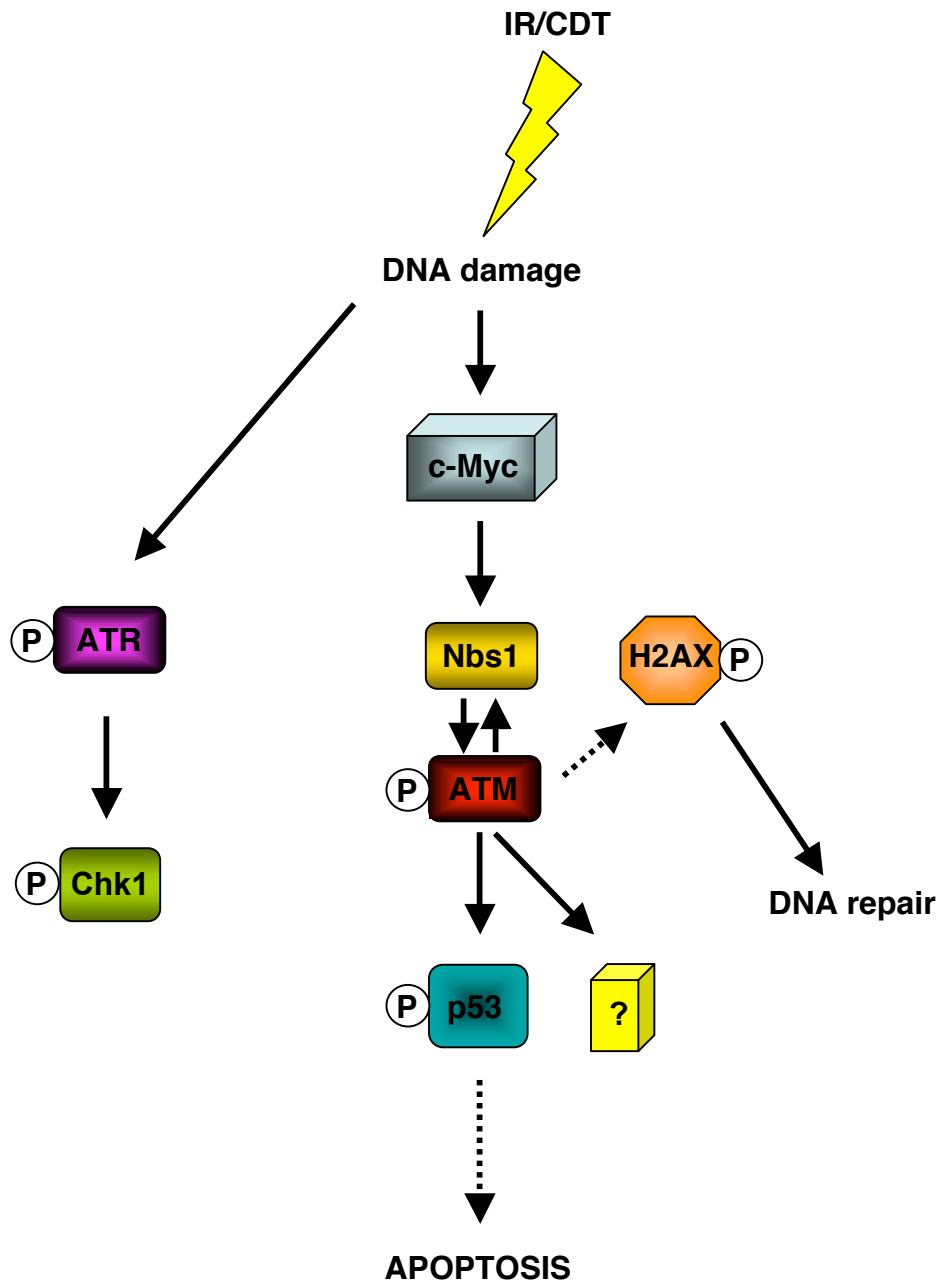 IR/CDT
DNA damage
c-Myc
P ATR
Nbs1
H2AX P
P ATM
P Chk1
DNA repair
P p53
?
APOPTOSIS